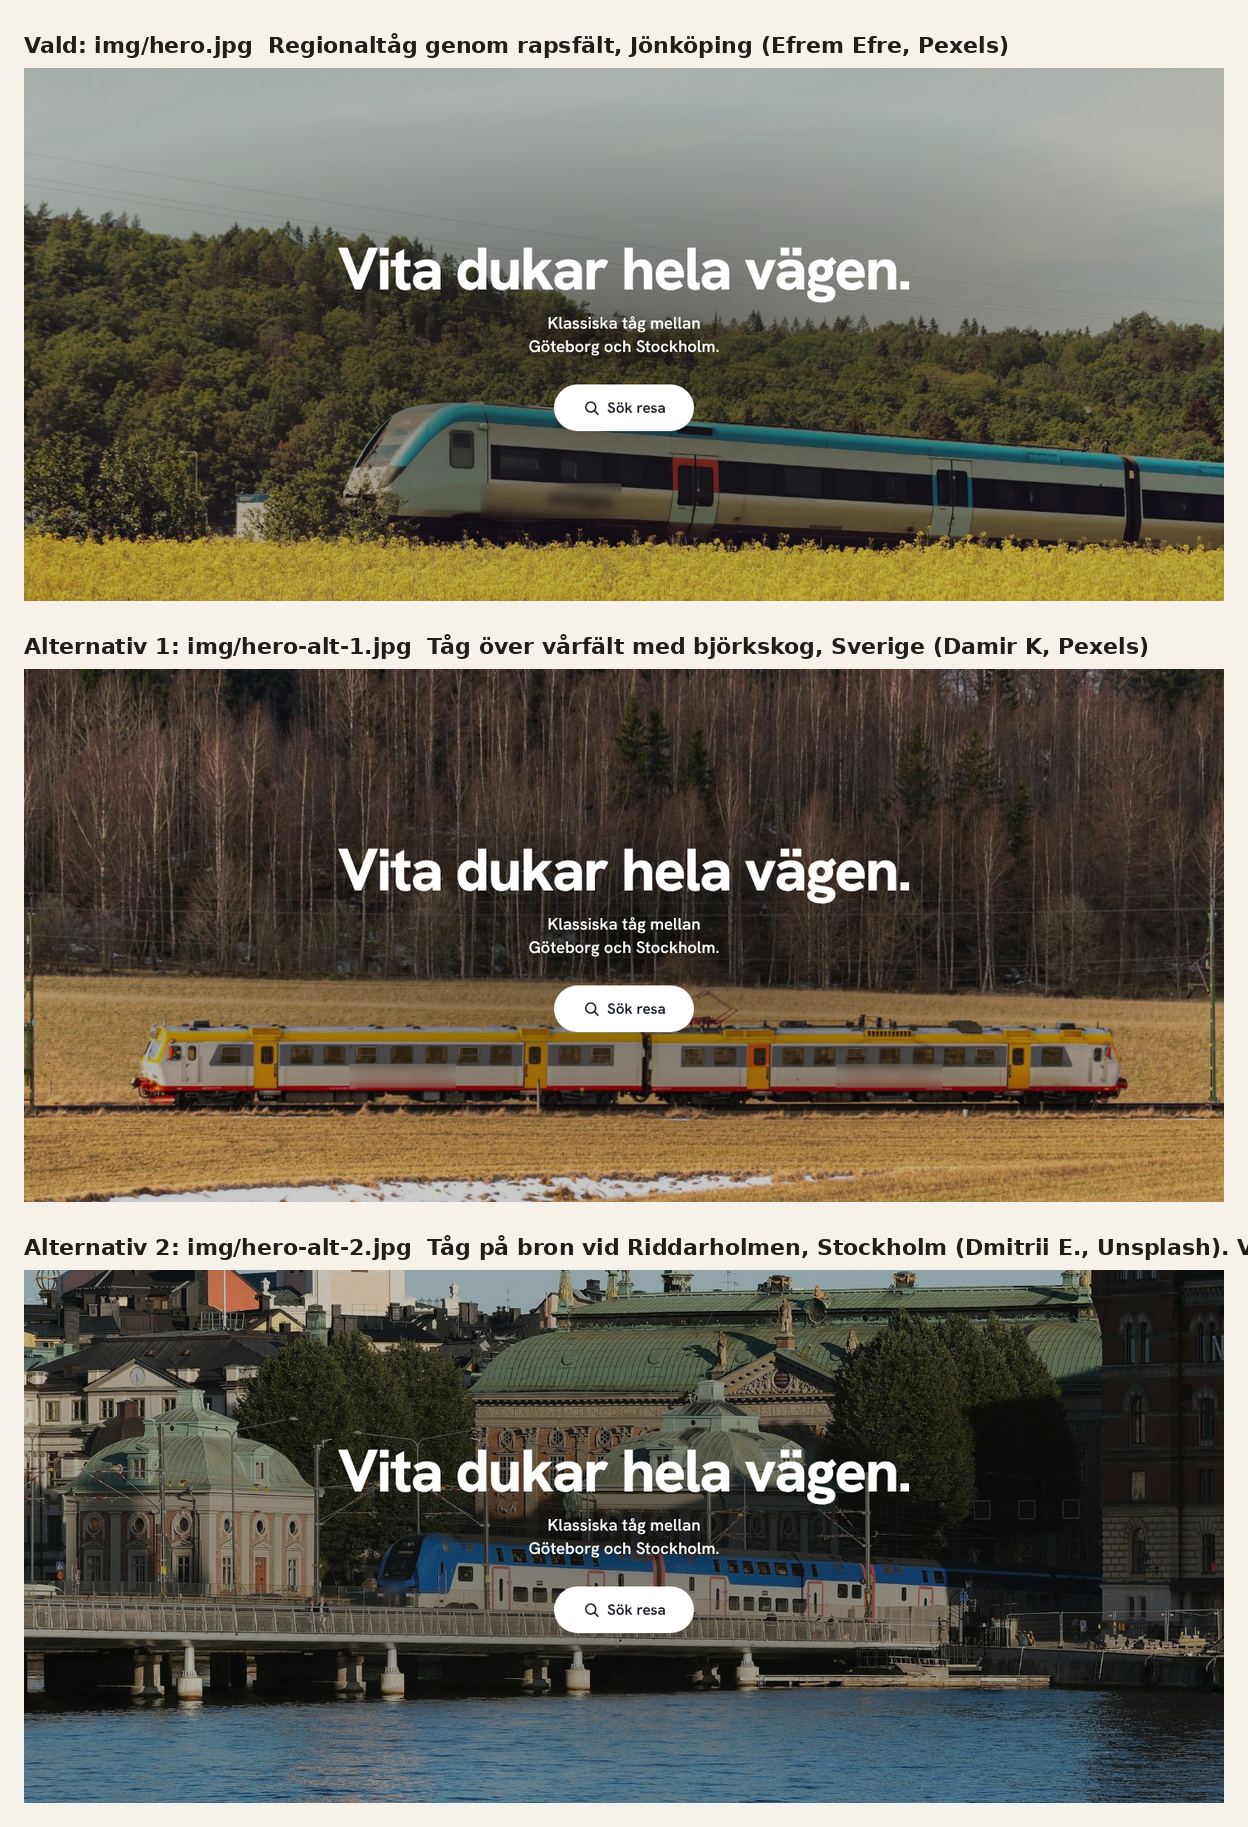 Vald: img/hero.jpg  Regionaltåg genom rapsfält, Jönköping (Efrem Efre, Pexels)
Vita dukar hela vägen.
Klassiska tåg mellan
Göteborg och Stockholm.
Sök resa
Alternativ 1: img/hero-alt-1.jpg  Tåg över vårfält med björkskog, Sverige (Damir K, Pexels)
Vita dukar hela vägen.
Klassiska tåg mellan
Göteborg och Stockholm.
Sök resa
Alternativ 2: img/hero-alt-2.jpg  Tåg på bron vid Riddarholmen, Stockholm (Dmitrii E., Unsplash).
Vita dukar hela vägen.
Klassiska tåg mellan
Göteborg och Stockholm.
Sök resa